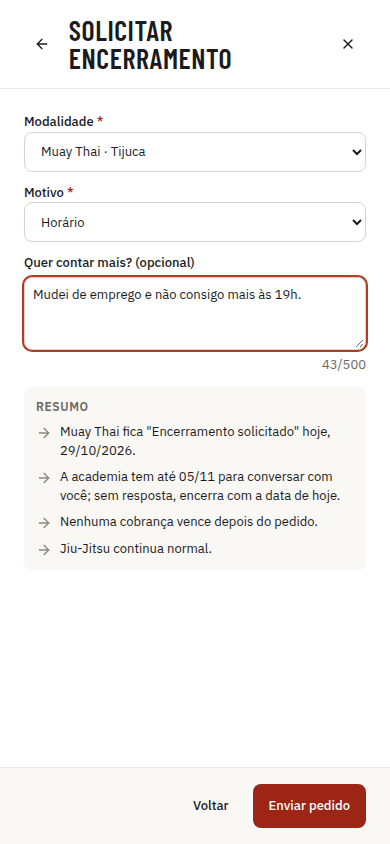 SOLICITAR
ENCERRAMENTO
Modalidade *
Muay Thai · Tijuca
Motivo *
Horário
Quer contar mais? (opcional)
Mudei de emprego e não consigo mais às 19h.
43/500
RESUMO
Muay Thai fica "Encerramento solicitado" hoje,
29/10/2026.
A academia tem até 05/11 para conversar com
você; sem resposta, encerra com a data de hoje.
Nenhuma cobrança vence depois do pedido.
Jiu-Jitsu continua normal.
Voltar
Enviar pedido